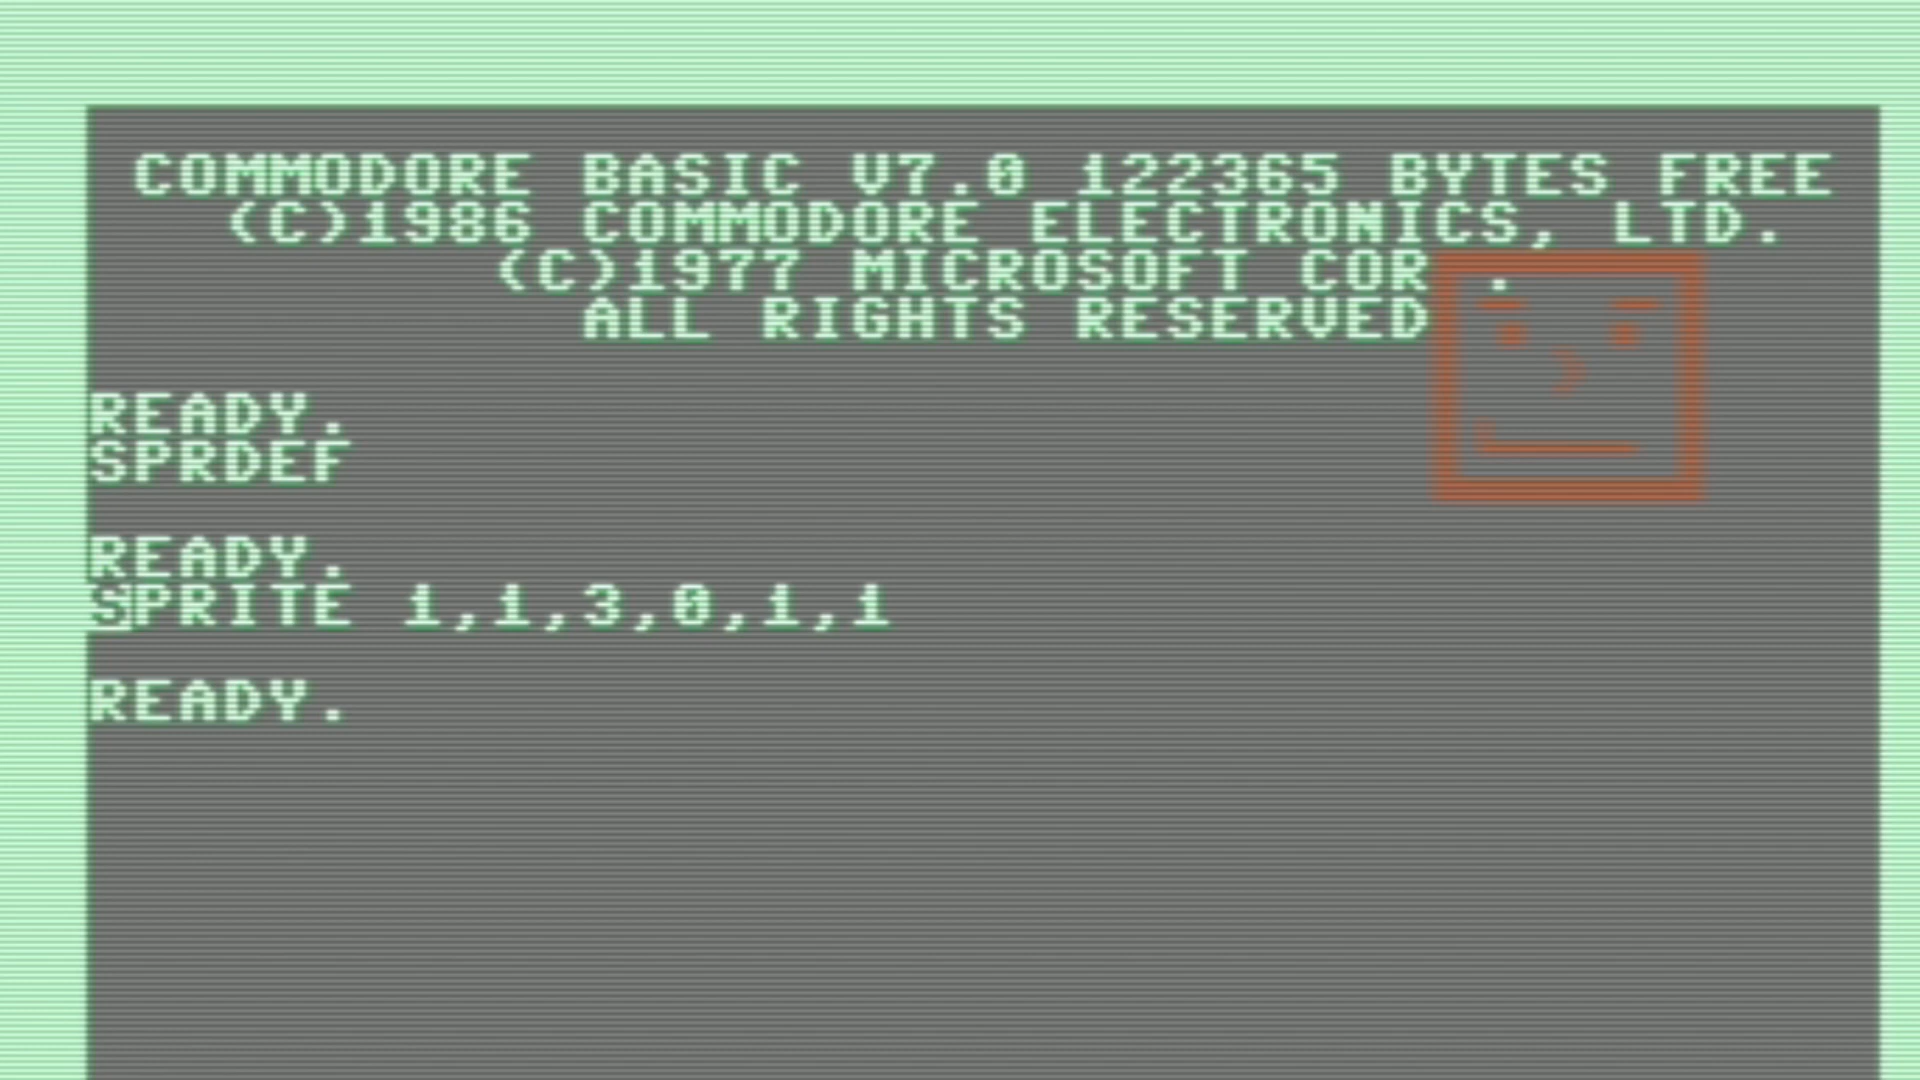 COMMODORE BASIC V7.0 122365 BYTES FREE
(C)1986 COMMODORE ELECTRONICS, LTD.
(C)1977 MICROSOFT COR .
ALL RIGHTS RESERVED
READY.
SPRDEF
READY.
SPRITE 1,1,3,0,1,1
READY.